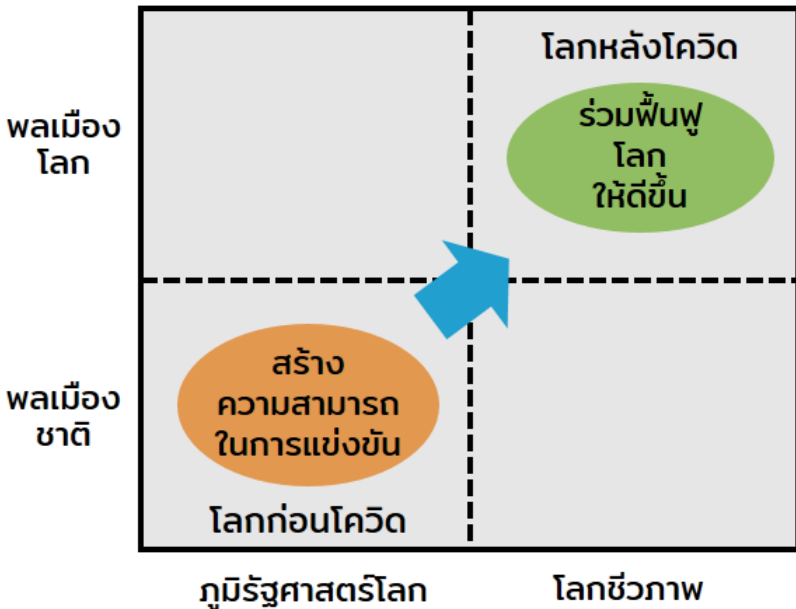 โลกหลังโควิด
พลเมือง
โลก
ร่วมฟื้นฟู
โลก
ให้ดีขึ้น
พลเมือง
ชาติ
สร้าง
ความสามารถ
ในการแข่งขัน
โลกก่อนโควิด
ภูมิรัฐศาสตร์โลก
โลกชีวภาพ